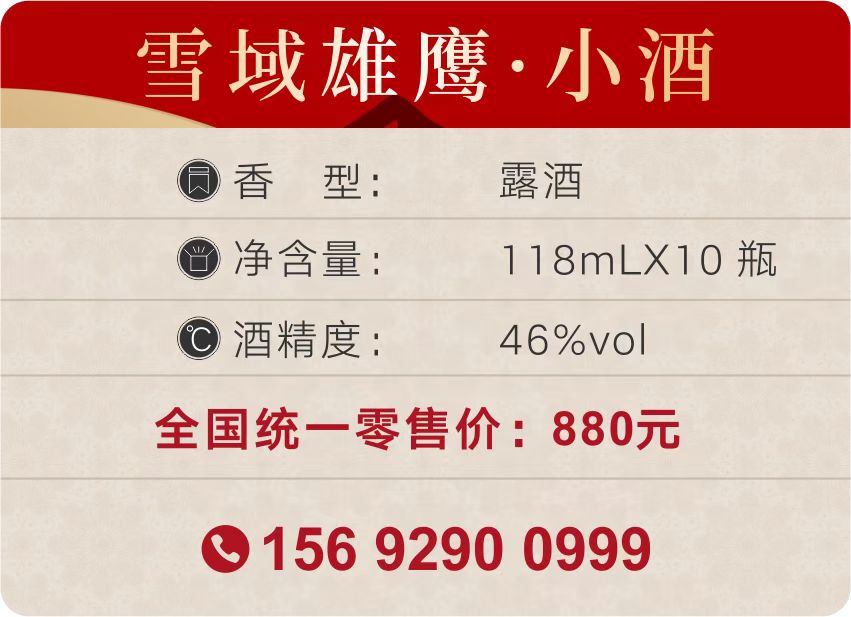 雪域雄鹰·小酒
香 型： 露酒
净含量： 118mLX10 瓶
℃ 酒精度： 46%vol
全国统一零售价：880元
156 9290 0999